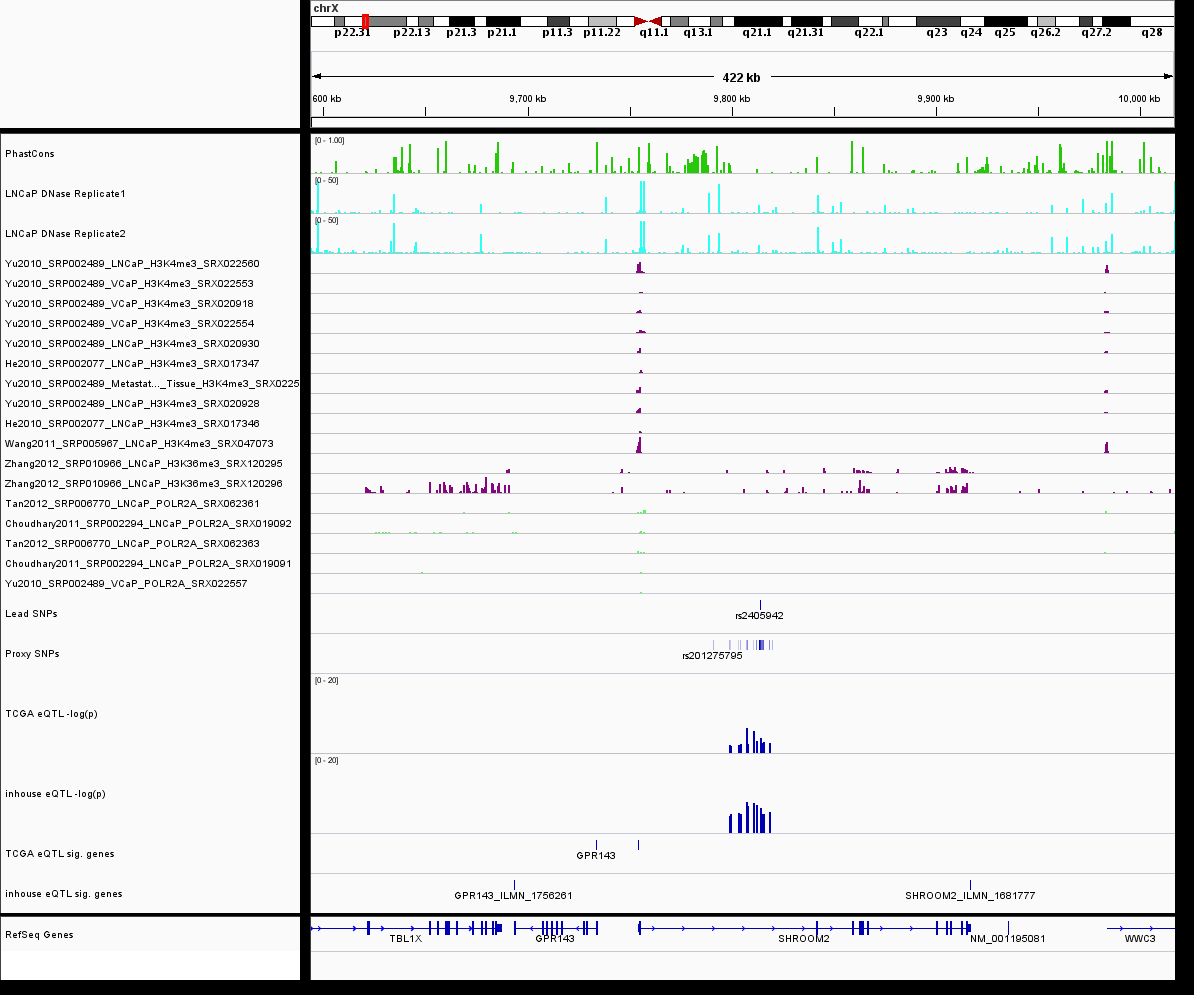 chrX
p22.31 p22.13 p21.3 p21.1 p11.3 p11.22 q11.1 q13.1 q21.1 q21.31 q22.1 q23 q24 q25 q26.2 q27.2 q28
422 kb
600 kb 9,700 kb 9,800 kb 9,900 kb 10,000 kb
[0 - 1.00]
PhastCons
[0 - 50]
LNCaP DNase Replicate1
[0 - 50]
LNCaP DNase Replicate2
Yu2010_SRP002489_LNCaP_H3K4me3_SRX022560
Yu2010_SRP002489_VCaP_H3K4me3_SRX022553
Yu2010_SRP002489_VCaP_H3K4me3_SRX020918
Yu2010_SRP002489_VCaP_H3K4me3_SRX022554
Yu2010_SRP002489_LNCaP_H3K4me3_SRX020930
He2010_SRP002077_LNCaP_H3K4me3_SRX017347
Yu2010_SRP002489_Metastat..._Tissue_H3K4me3_SRX0225
Yu2010_SRP002489_LNCaP_H3K4me3_SRX020928
He2010_SRP002077_LNCaP_H3K4me3_SRX017346
Wang2011_SRP005967_LNCaP_H3K4me3_SRX047073
Zhang2012_SRP010966_LNCaP_H3K36me3_SRX120295
Zhang2012_SRP010966_LNCaP_H3K36me3_SRX120296
Tan2012_SRP006770_LNCaP_POLR2A_SRX062361
Choudhary2011_SRP002294_LNCaP_POLR2A_SRX019092
Tan2012_SRP006770_LNCaP_POLR2A_SRX062363
Choudhary2011_SRP002294_LNCaP_POLR2A_SRX019091
Yu2010_SRP002489_VCaP_POLR2A_SRX022557
Lead SNPs
rs2405942
Proxy SNPs
rs201275795
[0 - 20]
TCGA eQTL -log(p)
[0 - 20]
inhouse eQTL -log(p)
TCGA eQTL sig. genes
GPR143
inhouse eQTL sig. genes
GPR143_ILMN_1756261 SHROOM2_ILMN_1681777
RefSeq Genes
TBL1X GPR143 SHROOM2 NM_001195081 WWC3